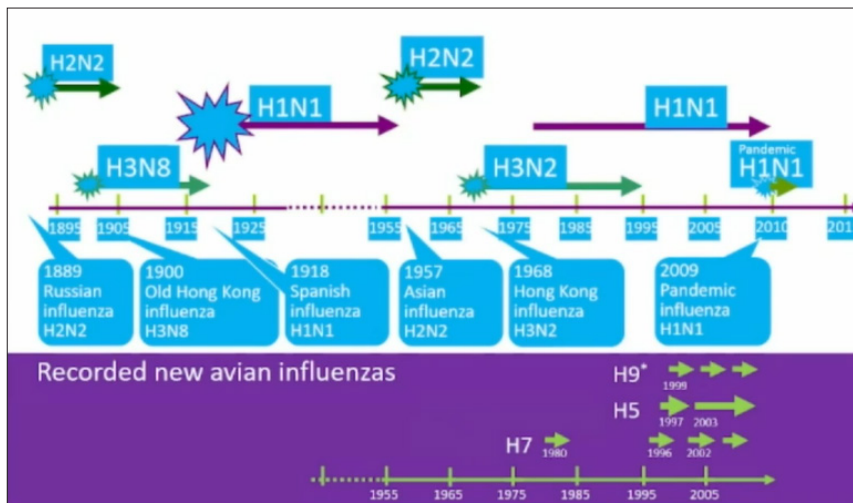 H2N2
H2N2
H1N1
H1N1
H3N8
H3N2
Pandemic
H1N1
1895
1905
1915
1925
1955
1965
1975
1985
1995
2005
2010
1889
Russian
influenza
H2N2
1900
Old Hong Kong
influenza
H3N8
1918
Spanish
influenza
H1N1
1957
Asian
influenza
H2N2
1968
Hong Kong
influenza
H3N2
2009
Pandemic
influenza
H1N1
Recorded new avian influenzas
H9*
1999
H5
1997 2003
H7
1980 1996 2002
1955 1965 1975 1985 1995 2005